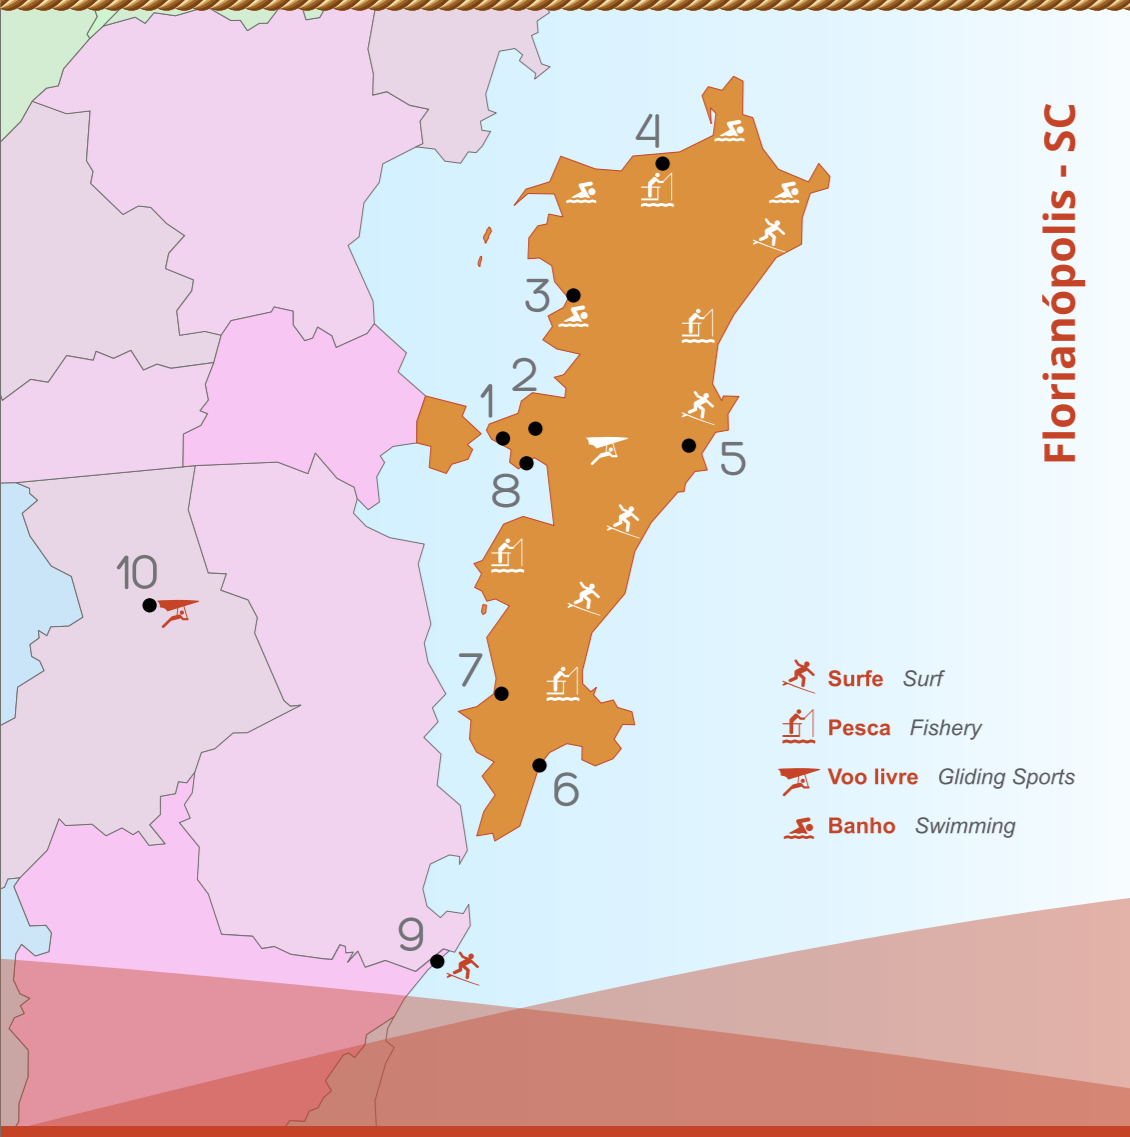 Florianópolis - SC
4
3
2
1
5
8
10
7
6
9
Surfe Surf
Pesca Fishery
Voo livre Gliding Sports
Banho Swimming